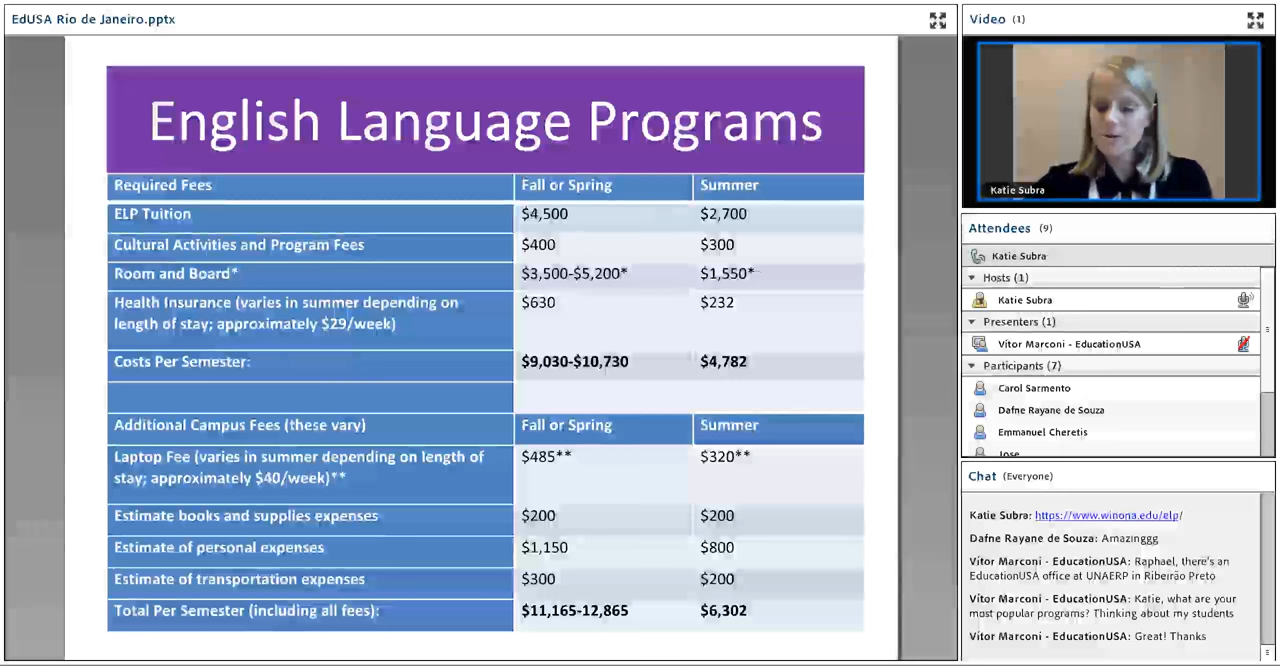 EdUSA Rio de Janeiro.pptx
English Language Programs
Required Fees Fall or Spring Summer
ELP Tuition $4,500 $2,700
Cultural Activities and Program Fees $400 $300
Room and Board* $3,500-$5,200* $1,550*
Health Insurance (varies in summer depending on $630 $232
length of stay; approximately $29/week)
Costs Per Semester: $9,030-$10,730 $4,782
Additional Campus Fees (these vary) Fall or Spring Summer
Laptop Fee (varies in summer depending on length of $485** $320**
stay; approximately $40/week)**
Estimate books and supplies expenses $200 $200
Estimate of personal expenses $1,150 $800
Estimate of transportation expenses $300 $200
Total Per Semester (including all fees): $11,165-12,865 $6,302
Video (1)
Katie Subra
Attendees (9)
Katie Subra
Hosts (1)
Katie Subra
Presenters (1)
Vitor Marconi - EducationUSA
Participants (7)
Carol Sarmento
Dafne Rayane de Souza
Emmanuel Cheretis
Jose
Chat (Everyone)
Katie Subra: https://www.winona.edu/elp/
Dafne Rayane de Souza: Amazinggg
Vitor Marconi - EducationUSA: Raphael, there's an
EducationUSA office at UNAERP in Ribeirão Preto
Vitor Marconi - EducationUSA: Katie, what are your
most popular programs? Thinking about my students
Vitor Marconi - EducationUSA: Great! Thanks